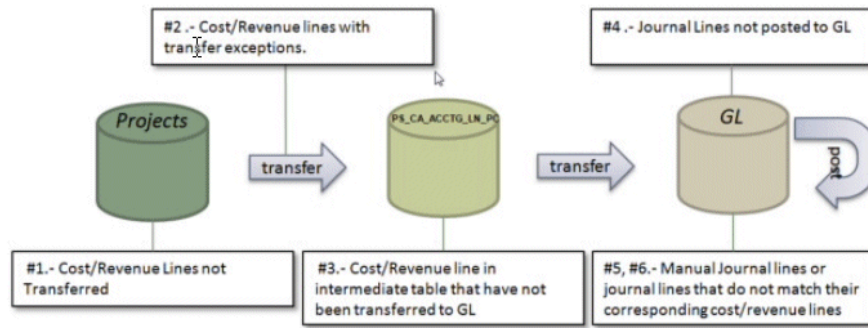 #2 .- Cost/Revenue lines with
transfer exceptions.
#4 .- Journal Lines not posted to GL
Projects
PS_CA_ACCTG_LN_PC
GL
transfer
transfer
post
#1.- Cost/Revenue Lines not
Transferred
#3.- Cost/Revenue line in
intermediate table that have not
been transferred to GL
#5, #6.- Manual Journal lines or
journal lines that do not match their
corresponding cost/revenue lines